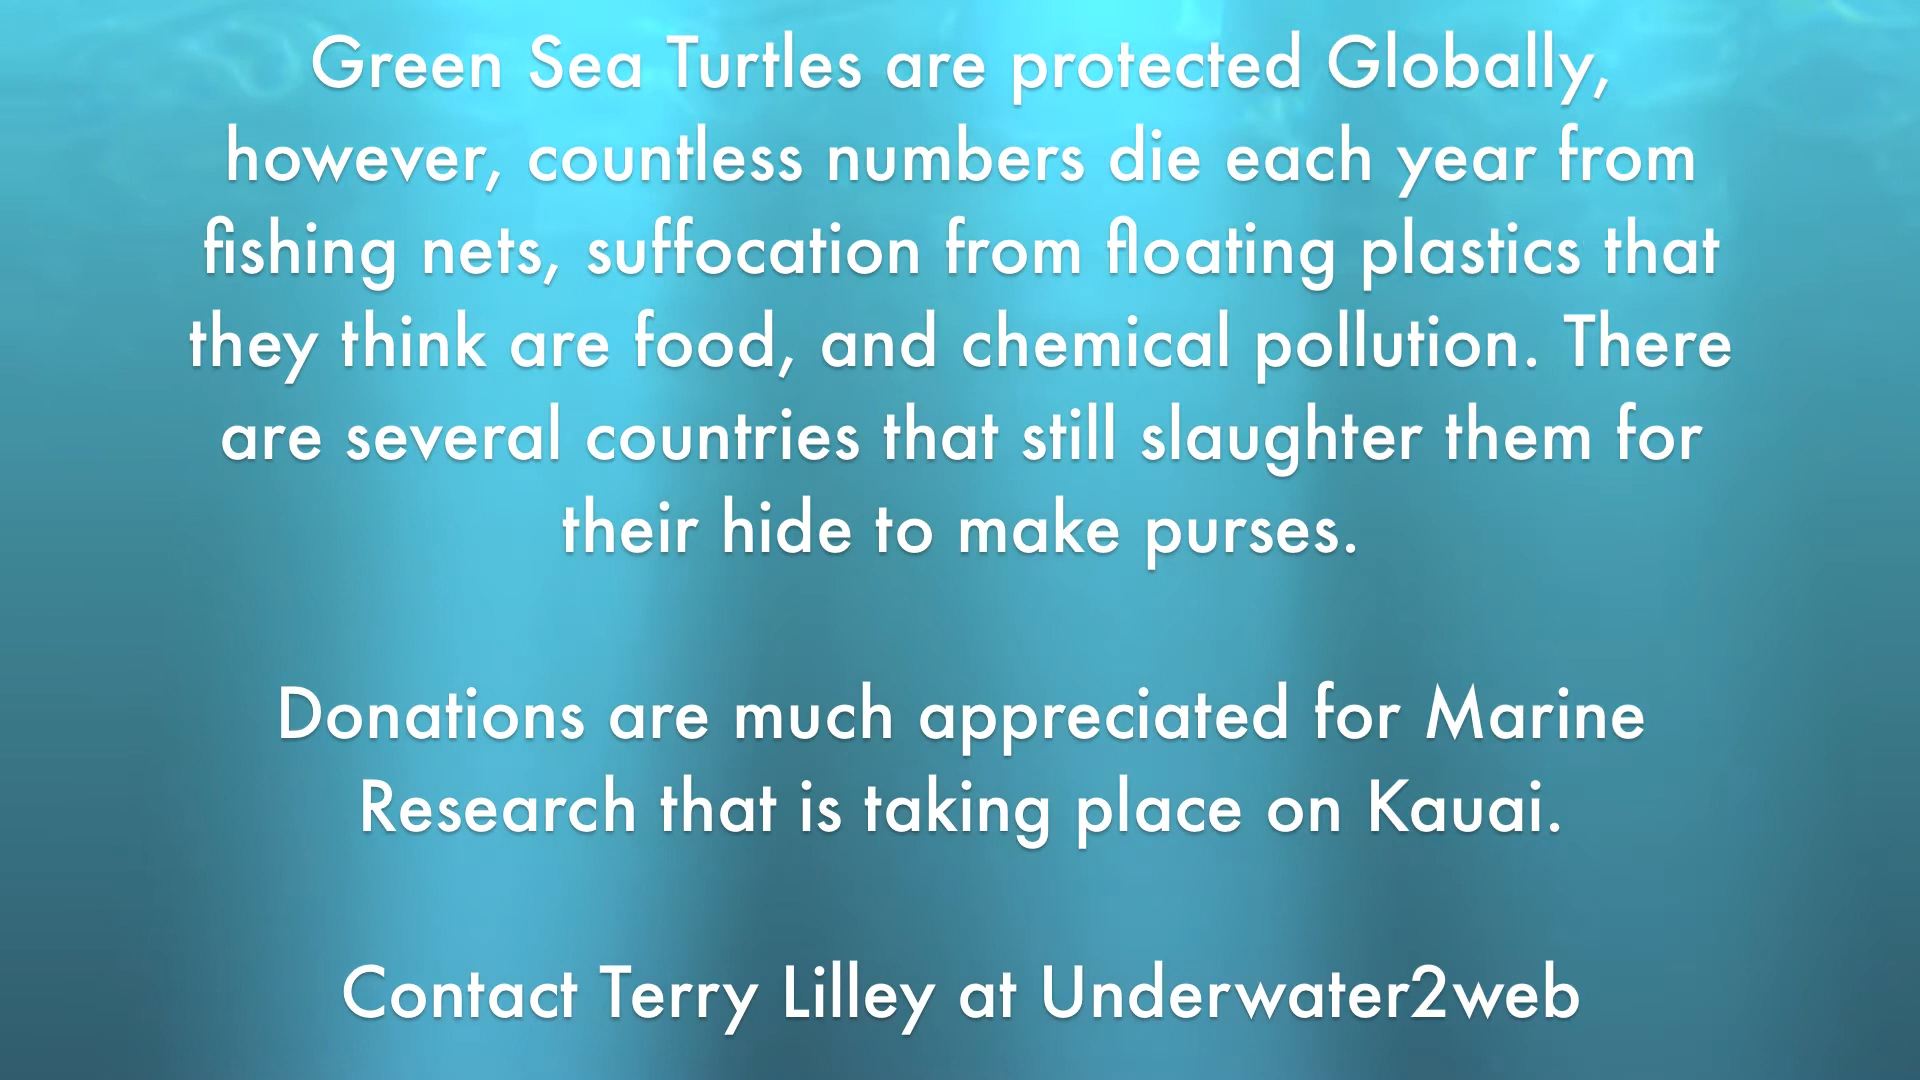 Green Sea Turtles are protected Globally,
however, countless numbers die each year from
fishing nets, suffocation from floating plastics that
they think are food, and chemical pollution. There
are several countries that still slaughter them for
their hide to make purses.
Donations are much appreciated for Marine
Research that is taking place on Kauai.
Contact Terry Lilley at Underwater2web